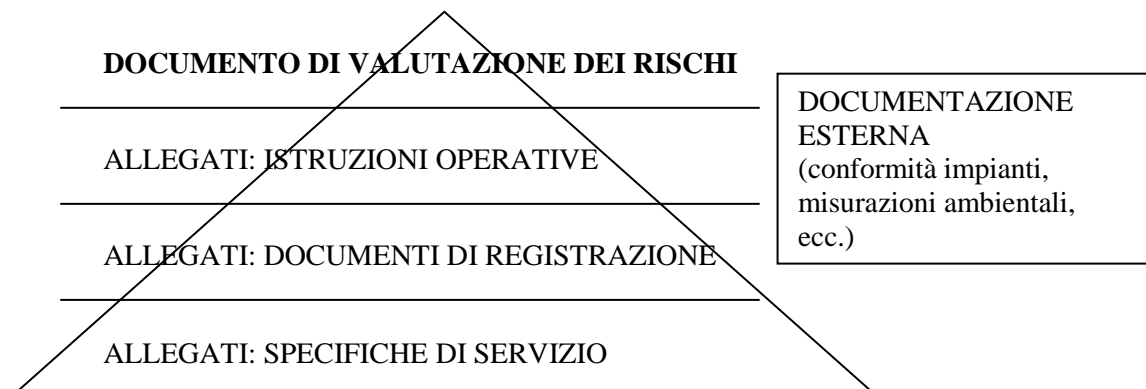 DOCUMENTO DI VALUTAZIONE DEI RISCHI
ALLEGATI: ISTRUZIONI OPERATIVE
ALLEGATI: DOCUMENTI DI REGISTRAZIONE
ALLEGATI: SPECIFICHE DI SERVIZIO
DOCUMENTAZIONE
ESTERNA
(conformità impianti,
misurazioni ambientali,
ecc.)